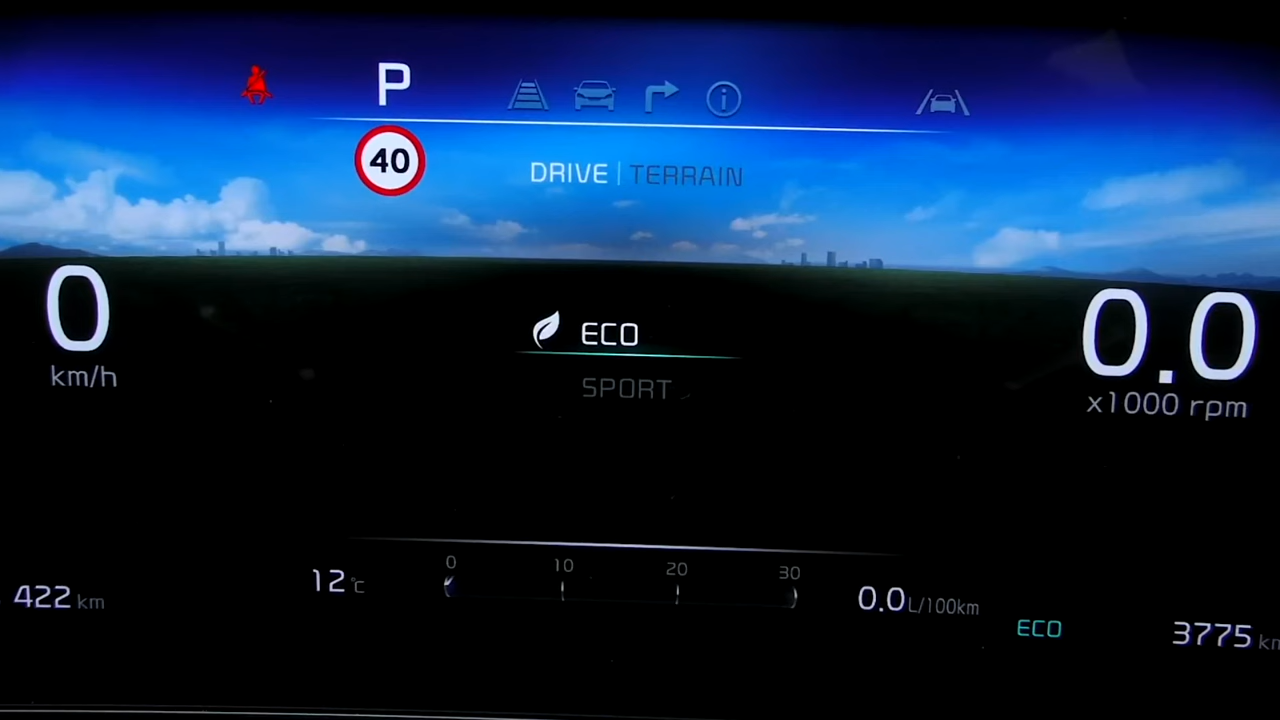 P
40
DRIVE | TERRAIN
0
km/h
ECO
SPORT
0.0
x1000 rpm
0 10 20 30
12 °C
0.0 L/100km
422 km
ECO
3775 km